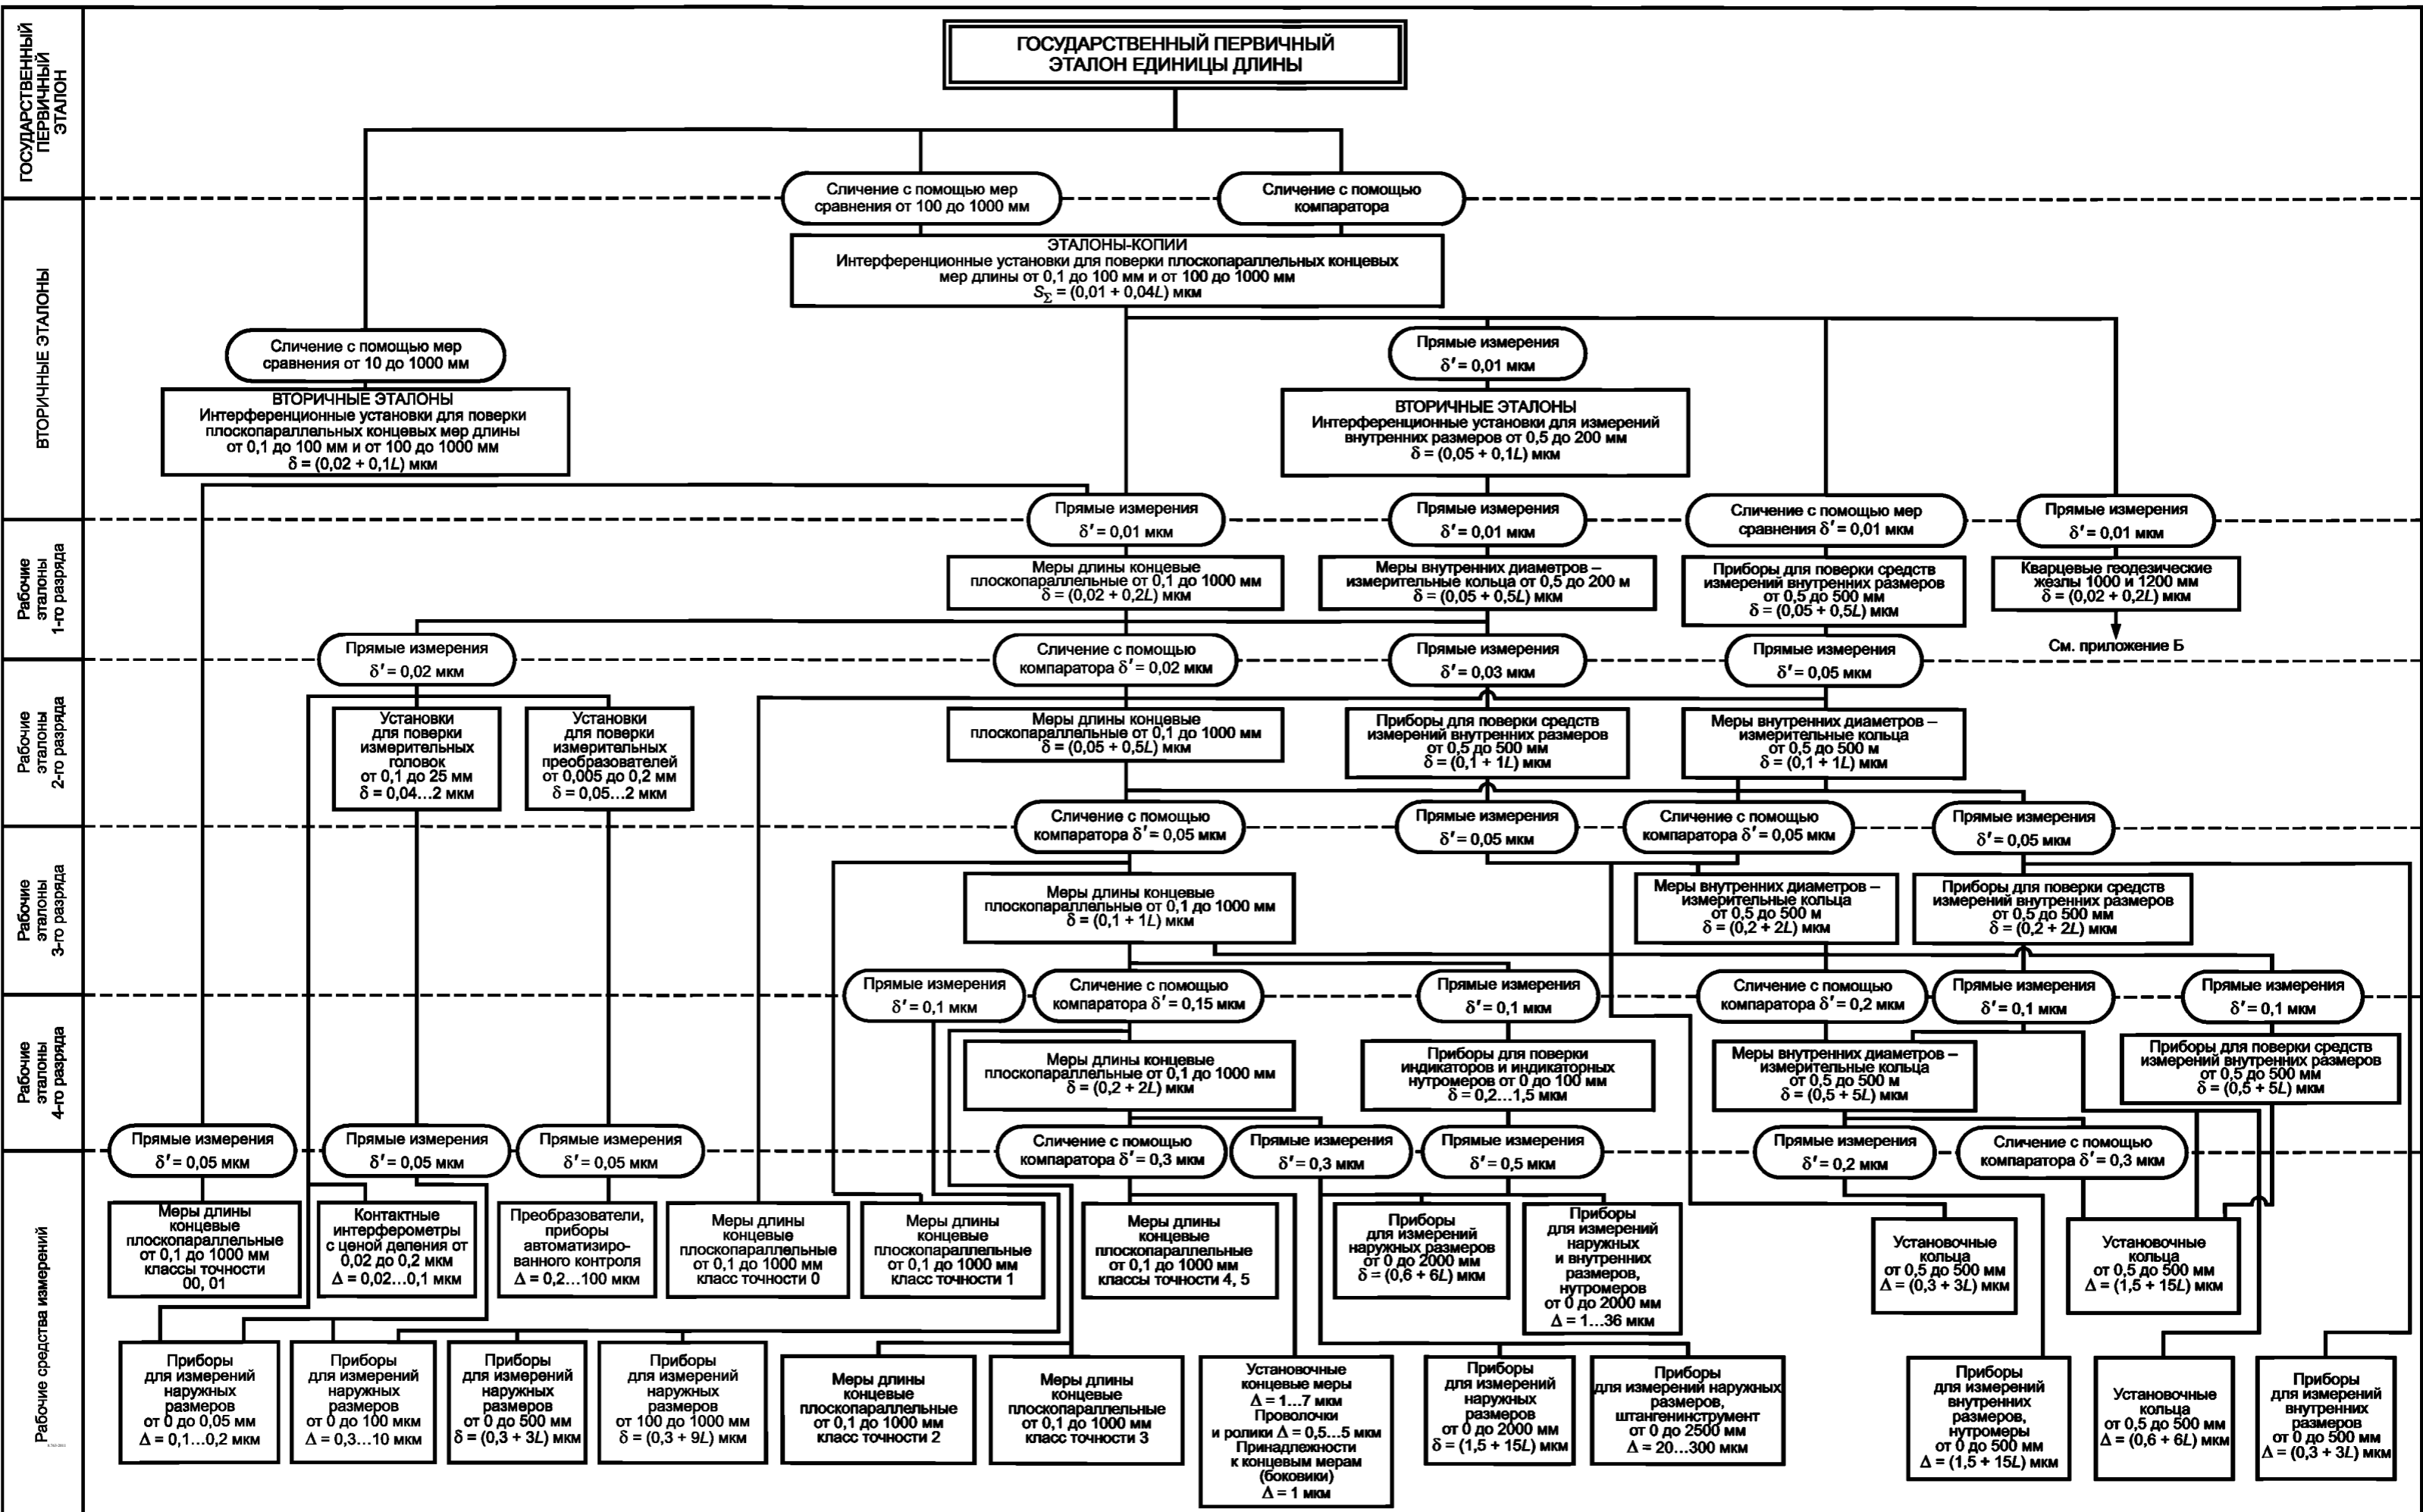 ГОСУДАРСТВЕННЫЙ
ПЕРВИЧНЫЙ
ЭТАЛОН
ГОСУДАРСТВЕННЫЙ ПЕРВИЧНЫЙ
ЭТАЛОН ЕДИНИЦЫ ДЛИНЫ
Сличение с помощью мер
сравнения от 100 до 1000 мм
Сличение с помощью
компаратора
ВТОРИЧНЫЕ ЭТАЛОНЫ
ЭТАЛОНЫ-КОПИИ
Интерференционные установки для поверки плоскопараллельных концевых
мер длины от 0,1 до 100 мм и от 100 до 1000 мм
S∑ = (0,01 + 0,04L) мкм
Сличение с помощью мер
сравнения от 10 до 1000 мм
Прямые измерения
δ′ = 0,01 мкм
ВТОРИЧНЫЕ ЭТАЛОНЫ
Интерференционные установки для поверки
плоскопараллельных концевых мер длины
от 0,1 до 100 мм и от 100 до 1000 мм
δ = (0,02 + 0,1L) мкм
ВТОРИЧНЫЕ ЭТАЛОНЫ
Интерференционные установки для измерений
внутренних размеров от 0,5 до 200 мм
δ = (0,05 + 0,1L) мкм
Прямые измерения
δ′ = 0,01 мкм
Прямые измерения
δ′ = 0,01 мкм
Сличение с помощью мер
сравнения δ′ = 0,01 мкм
Прямые измерения
δ′ = 0,01 мкм
Рабочие
эталоны
1-го разряда
Меры длины концевые
плоскопараллельные от 0,1 до 1000 мм
δ = (0,02 + 0,2L) мкм
Меры внутренних диаметров –
измерительные кольца от 0,5 до 200 м
δ = (0,05 + 0,5L) мкм
Приборы для поверки средств
измерений внутренних размеров
от 0,5 до 500 мм
δ = (0,05 + 0,5L) мкм
Кварцевые геодезические
жезлы 1000 и 1200 мм
δ = (0,02 + 0,2L) мкм
См. приложение Б
Прямые измерения
δ′ = 0,02 мкм
Сличение с помощью
компаратора δ′ = 0,02 мкм
Прямые измерения
δ′ = 0,03 мкм
Прямые измерения
δ′ = 0,05 мкм
Рабочие
эталоны
2-го разряда
Установки
для поверки
измерительных
головок
от 0,1 до 25 мм
δ = 0,04...2 мкм
Установки
для поверки
измерительных
преобразователей
от 0,005 до 0,2 мм
δ = 0,05...2 мкм
Меры длины концевые
плоскопараллельные от 0,1 до 1000 мм
δ = (0,05 + 0,5L) мкм
Приборы для поверки средств
измерений внутренних размеров
от 0,5 до 500 мм
δ = (0,1 + 1L) мкм
Меры внутренних диаметров –
измерительные кольца
от 0,5 до 500 м
δ = (0,1 + 1L) мкм
Сличение с помощью
компаратора δ′ = 0,05 мкм
Прямые измерения
δ′ = 0,05 мкм
Сличение с помощью
компаратора δ′ = 0,05 мкм
Прямые измерения
δ′ = 0,05 мкм
Рабочие
эталоны
3-го разряда
Меры длины концевые
плоскопараллельные от 0,1 до 1000 мм
δ = (0,1 + 1L) мкм
Меры внутренних диаметров –
измерительные кольца
от 0,5 до 500 м
δ = (0,2 + 2L) мкм
Приборы для поверки средств
измерений внутренних размеров
от 0,5 до 500 мм
δ = (0,2 + 2L) мкм
Прямые измерения
δ′ = 0,1 мкм
Сличение с помощью
компаратора δ′ = 0,15 мкм
Прямые измерения
δ′ = 0,1 мкм
Сличение с помощью
компаратора δ′ = 0,2 мкм
Прямые измерения
δ′ = 0,1 мкм
Прямые измерения
δ′ = 0,1 мкм
Рабочие
эталоны
4-го разряда
Меры длины концевые
плоскопараллельные от 0,1 до 1000 мм
δ = (0,2 + 2L) мкм
Приборы для поверки
индикаторов и индикаторных
нутромеров от 0 до 100 мм
δ = 0,2...1,5 мкм
Меры внутренних диаметров –
измерительные кольца
от 0,5 до 500 м
δ = (0,5 + 5L) мкм
Приборы для поверки средств
измерений внутренних размеров
от 0,5 до 500 мм
δ = (0,5 + 5L) мкм
Прямые измерения
δ′ = 0,05 мкм
Прямые измерения
δ′ = 0,05 мкм
Прямые измерения
δ′ = 0,05 мкм
Сличение с помощью
компаратора δ′ = 0,3 мкм
Прямые измерения
δ′ = 0,3 мкм
Прямые измерения
δ′ = 0,5 мкм
Прямые измерения
δ′ = 0,2 мкм
Сличение с помощью
компаратора δ′ = 0,3 мкм
Рабочие средства измерений
Меры длины
концевые
плоскопараллельные
от 0,1 до 1000 мм
классы точности
00, 01
Контактные
интерферометры
с ценой деления от
0,02 до 0,2 мкм
Δ = 0,02...0,1 мкм
Преобразователи,
приборы
автоматизиро-
ванного контроля
Δ = 0,2...100 мкм
Меры длины
концевые
плоскопараллельные
от 0,1 до 1000 мм
класс точности 0
Меры длины
концевые
плоскопараллельные
от 0,1 до 1000 мм
класс точности 1
Меры длины
концевые
плоскопараллельные
от 0,1 до 1000 мм
классы точности 4, 5
Приборы
для измерений
наружных размеров
от 0 до 2000 мм
δ = (0,6 + 6L) мкм
Приборы
для измерений
наружных
и внутренних
размеров,
нутромеров
от 0 до 2000 мм
Δ = 1...36 мкм
Установочные
кольца
от 0,5 до 500 мм
Δ = (0,3 + 3L) мкм
Установочные
кольца
от 0,5 до 500 мм
Δ = (1,5 + 15L) мкм
Приборы
для измерений
наружных
размеров
от 0 до 0,05 мм
Δ = 0,1...0,2 мкм
Приборы
для измерений
наружных
размеров
от 0 до 100 мкм
Δ = 0,3...10 мкм
Приборы
для измерений
наружных
размеров
от 0 до 500 мм
δ = (0,3 + 3L) мкм
Приборы
для измерений
наружных
размеров
от 100 до 1000 мм
δ = (0,3 + 9L) мкм
Меры длины
концевые
плоскопараллельные
от 0,1 до 1000 мм
класс точности 2
Меры длины
концевые
плоскопараллельные
от 0,1 до 1000 мм
класс точности 3
Установочные
концевые меры
Δ = 1...7 мкм
Проволочки
и ролики Δ = 0,5...5 мкм
Принадлежности
к концевым мерам
(боковики)
Δ = 1 мкм
Приборы
для измерений
наружных
размеров
от 0 до 2000 мм
δ = (1,5 + 15L) мкм
Приборы
для измерений наружных
размеров,
штангенинструмент
от 0 до 2500 мм
Δ = 20...300 мкм
Приборы
для измерений
внутренних
размеров,
нутромеры
от 0 до 500 мм
Δ = (1,5 + 15L) мкм
Установочные
кольца
от 0,5 до 500 мм
Δ = (0,6 + 6L) мкм
Приборы
для измерений
внутренних
размеров
от 0 до 500 мм
Δ = (0,3 + 3L) мкм